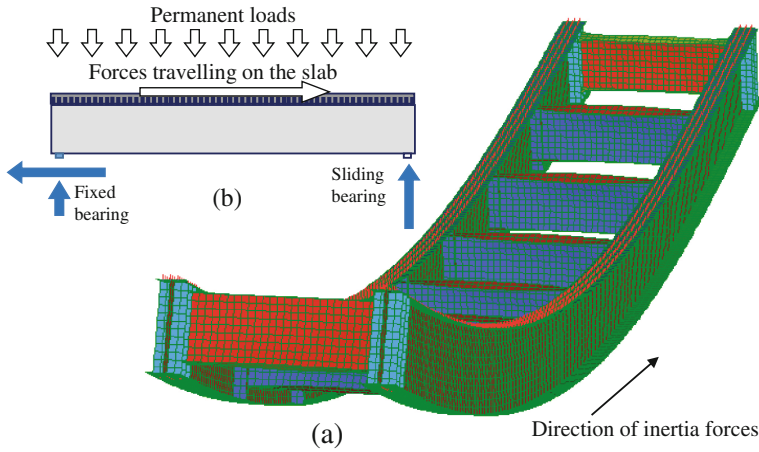 Permanent loads
Forces travelling on the slab
Fixed
bearing
(b)
Sliding
bearing
(a)
Direction of inertia forces